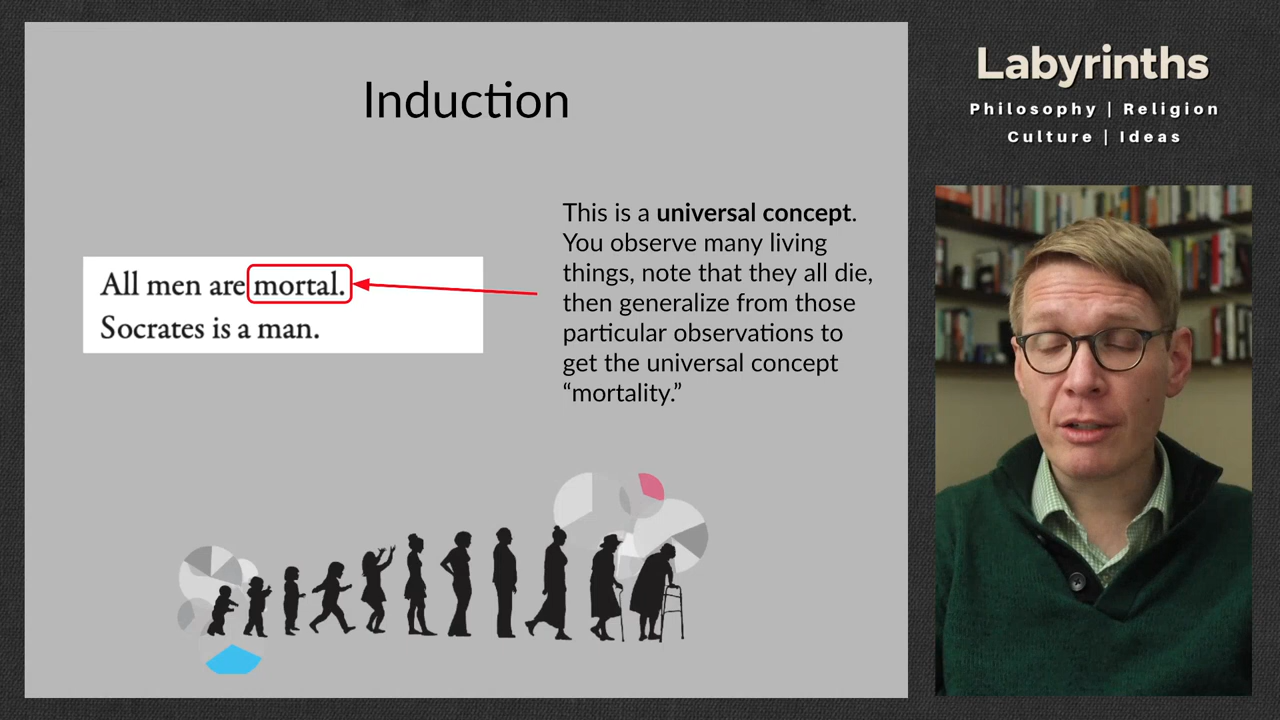 Induction
All men are mortal.
Socrates is a man.
This is a universal concept.
You observe many living
things, note that they all die,
then generalize from those
particular observations to
get the universal concept
“mortality.”
Labyrinths
Philosophy | Religion
Culture | Ideas